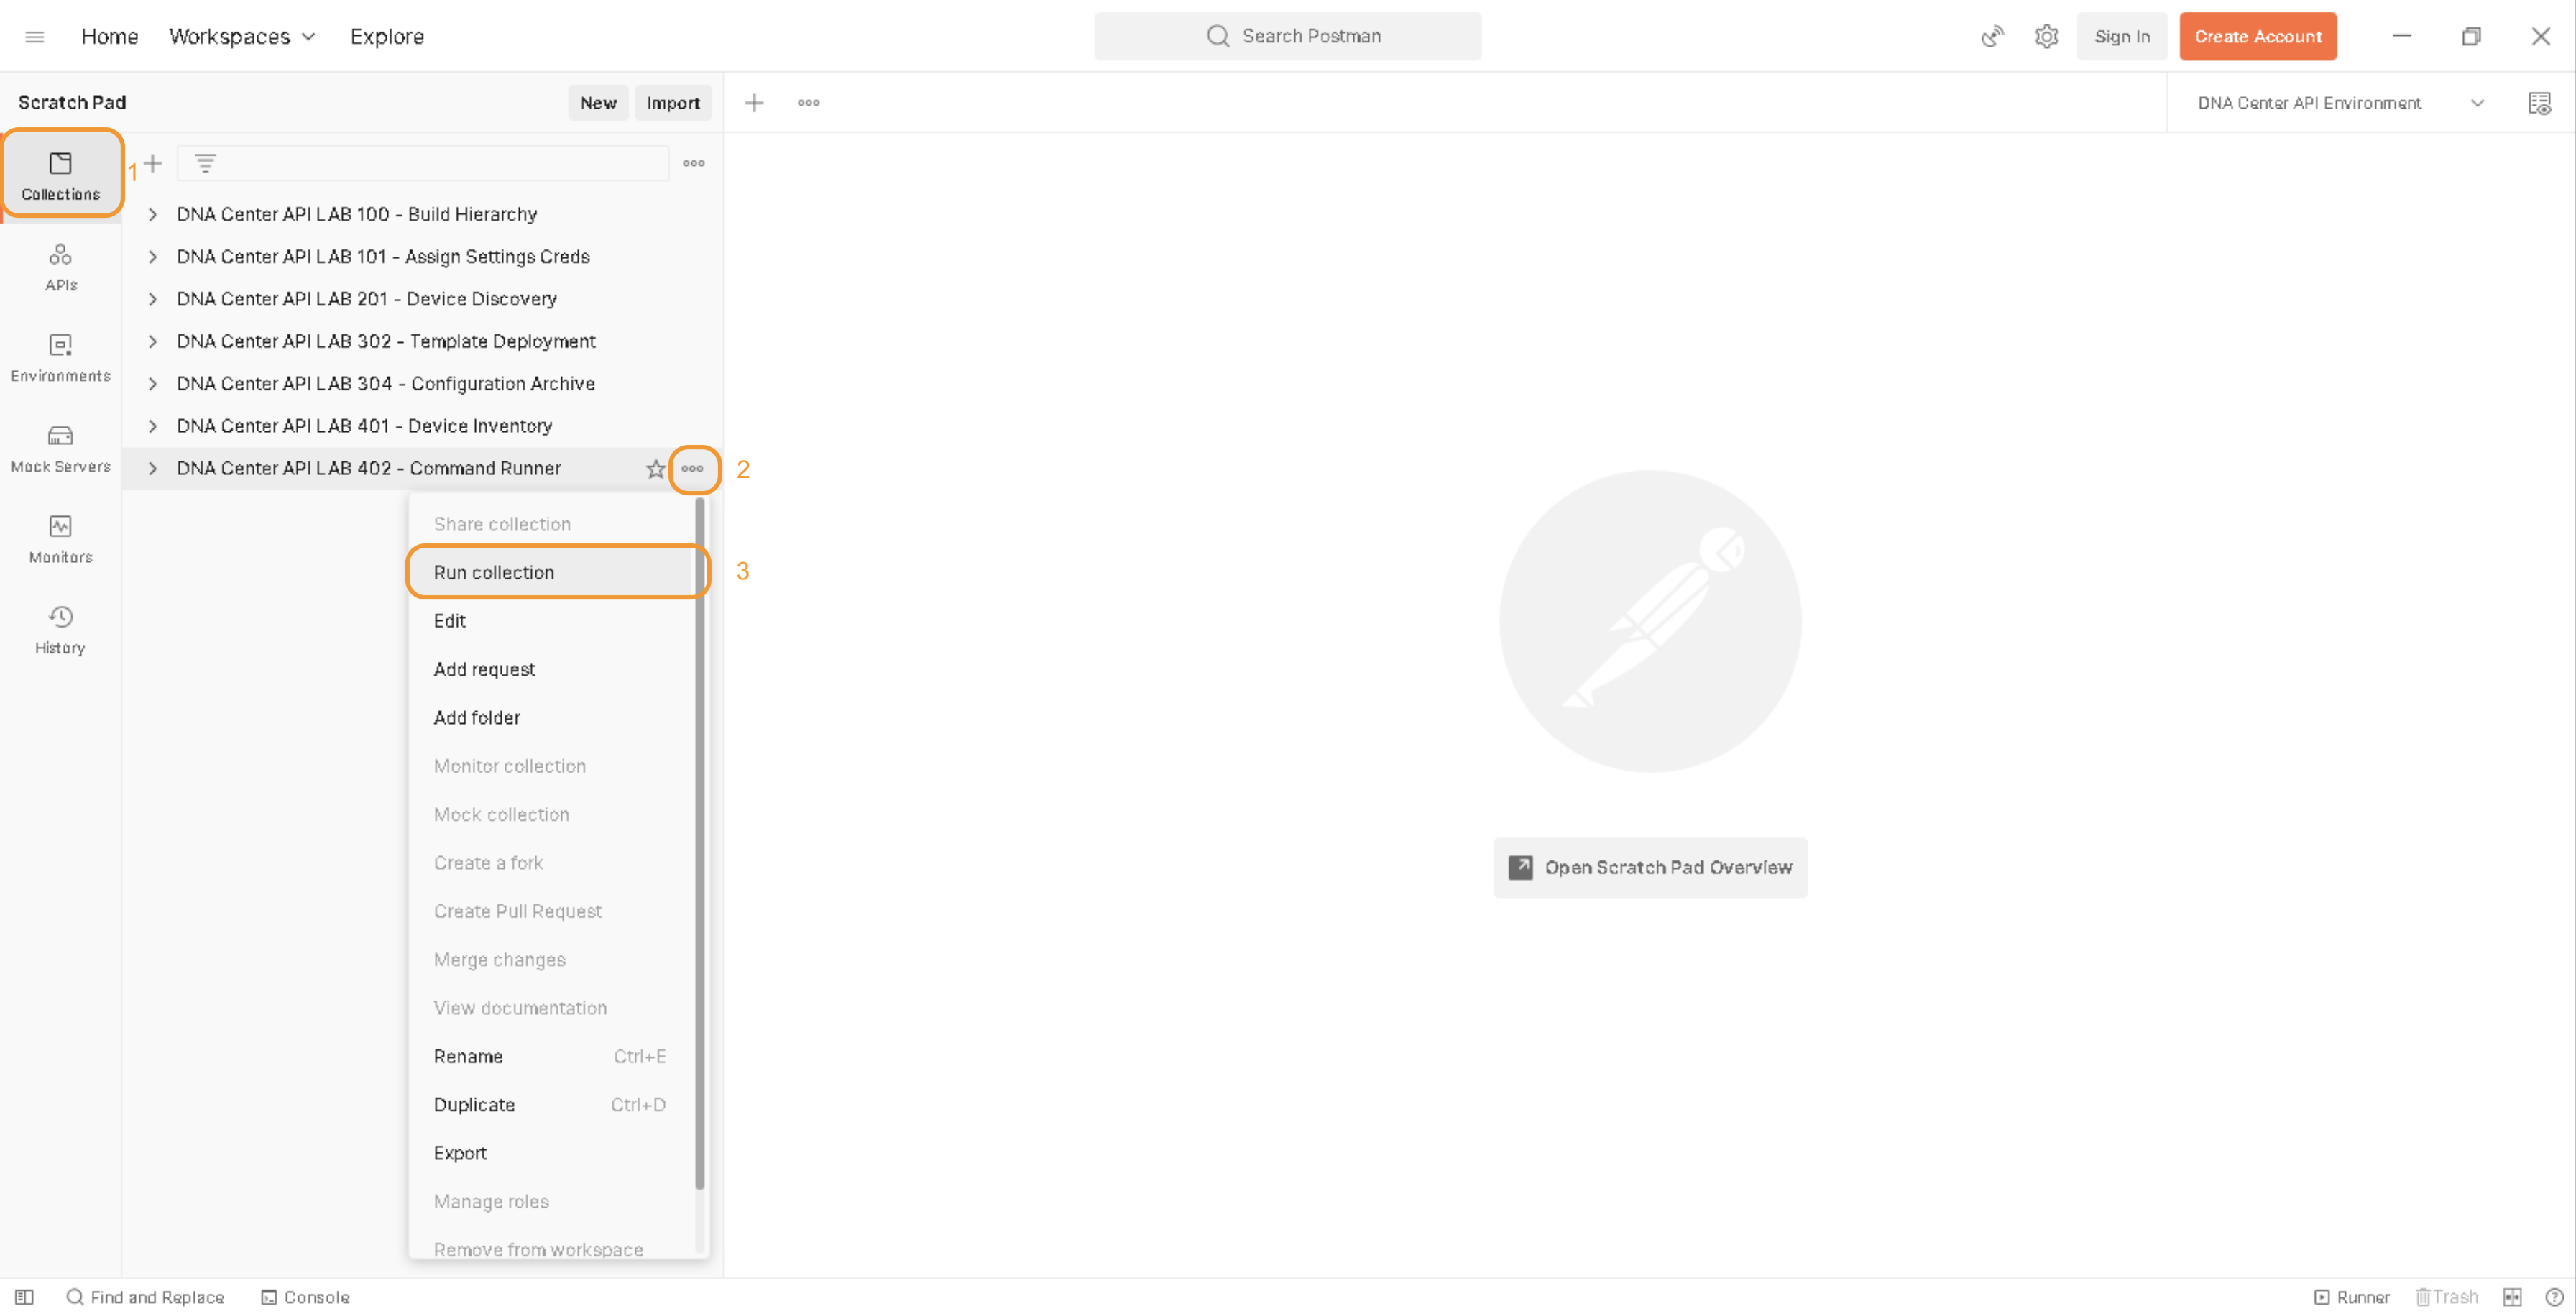 Home Workspaces Explore Search Postman Sign In Create Account
Scratch Pad New Import DNA Center API Environment
Collections 1
APIs
Environments
Mock Servers
Monitors
History
DNA Center API LAB 100 - Build Hierarchy
DNA Center API LAB 101 - Assign Settings Creds
DNA Center API LAB 201 - Device Discovery
DNA Center API LAB 302 - Template Deployment
DNA Center API LAB 304 - Configuration Archive
DNA Center API LAB 401 - Device Inventory
DNA Center API LAB 402 - Command Runner 2
Share collection
Run collection 3
Edit
Add request
Add folder
Monitor collection
Mock collection
Create a fork
Create Pull Request
Merge changes
View documentation
Rename Ctrl+E
Duplicate Ctrl+D
Export
Manage roles
Remove from workspace
Open Scratch Pad Overview
Find and Replace Console Runner Trash